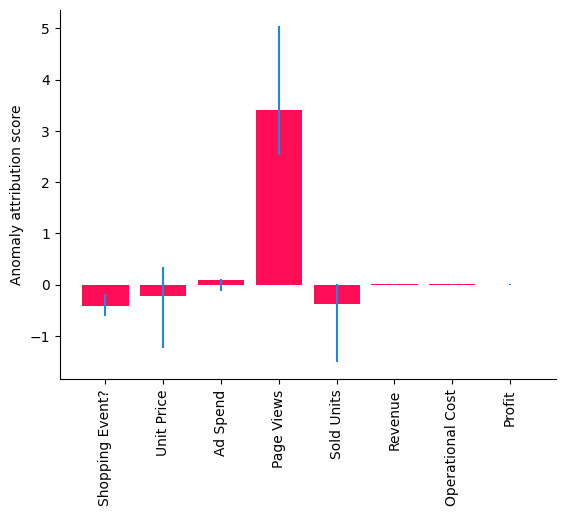 Anomaly attribution score
5
4
3
2
1
0
−1
Shopping Event?
Unit Price
Ad Spend
Page Views
Sold Units
Revenue
Operational Cost
Profit